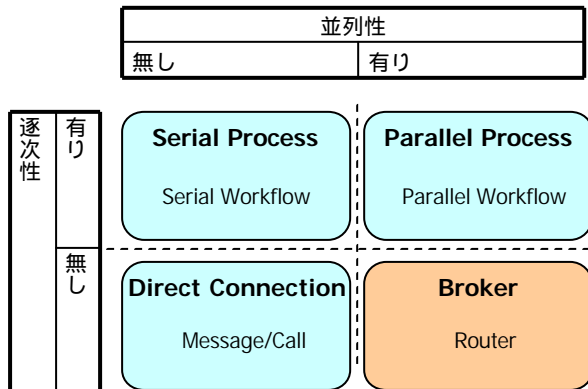 並列性
無し
有り
逐次性
有り
Serial Process
Serial Workflow
Parallel Process
Parallel Workflow
無し
Direct Connection
Message/Call
Broker
Router